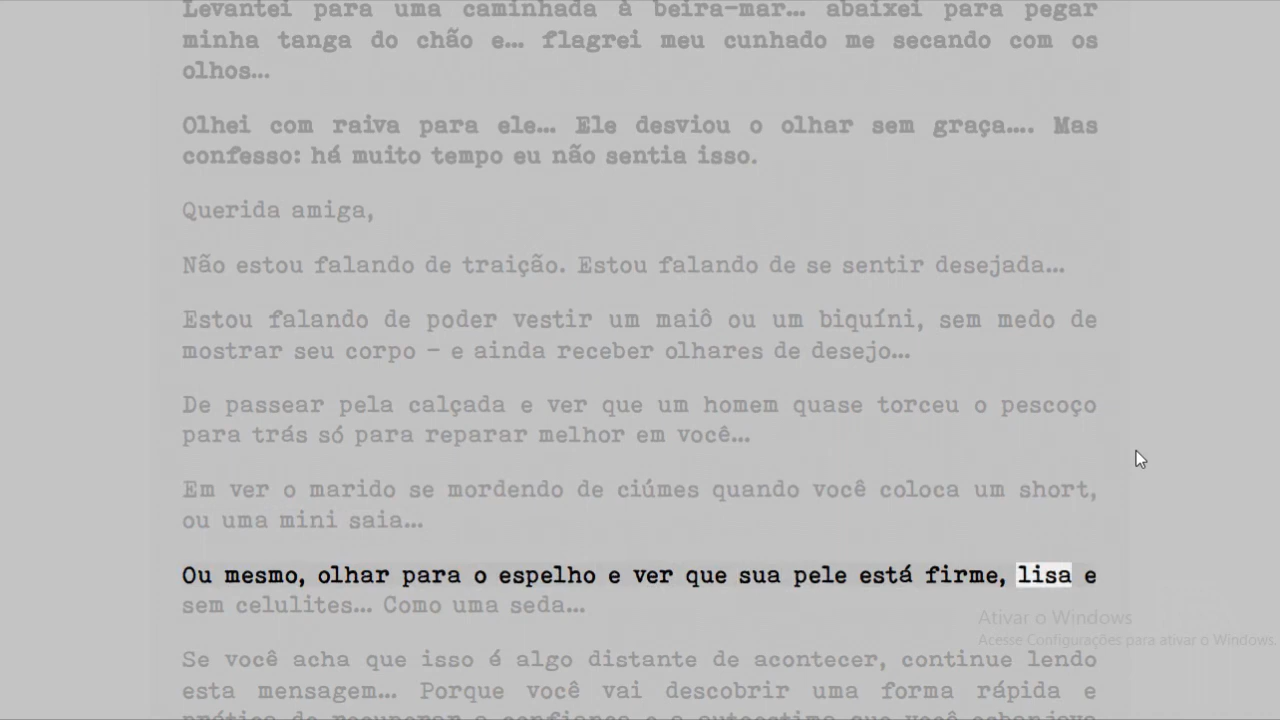 Levantei para uma caminhada à beira-mar… abaixei para pegar
minha tanga do chão e… flagrei meu cunhado me secando com os
olhos…
Olhei com raiva para ele… Ele desviou o olhar sem graça…. Mas
confesso: há muito tempo eu não sentia isso.
Querida amiga,
Não estou falando de traição. Estou falando de se sentir desejada…
Estou falando de poder vestir um maiô ou um biquíni, sem medo de
mostrar seu corpo – e ainda receber olhares de desejo…
De passear pela calçada e ver que um homem quase torceu o pescoço
para trás só para reparar melhor em você…
Em ver o marido se mordendo de ciúmes quando você coloca um short,
ou uma mini saia…
Ou mesmo, olhar para o espelho e ver que sua pele está firme, lisa e
sem celulites… Como uma seda…
Ativar o Windows
Acesse Configurações para ativar o Windows.
Se você acha que isso é algo distante de acontecer, continue lendo
esta mensagem… Porque você vai descobrir uma forma rápida e
prática de recuperar a confiança e a autoestima que você esbanjava